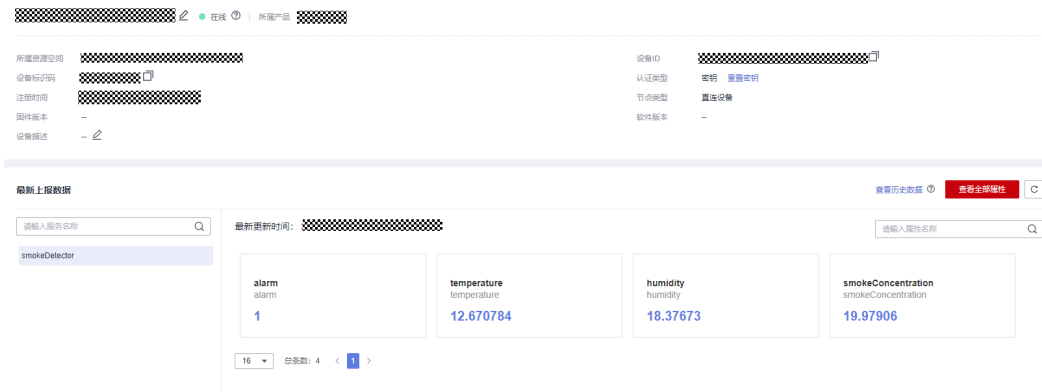 在线 所属产品
所属资源空间
设备ID
设备标识码
认证类型 密钥 重置密钥
注册时间
节点类型 直连设备
固件版本 --
软件版本 --
设备描述 --
最新上报数据
查看历史数据 查看全部属性
请输入服务名称
最新更新时间:
请输入属性名称
smokeDetector
alarm temperature humidity smokeConcentration
alarm temperature humidity smokeConcentration
1 12.670784 18.37673 19.97906
16 总条数: 4 < 1 >